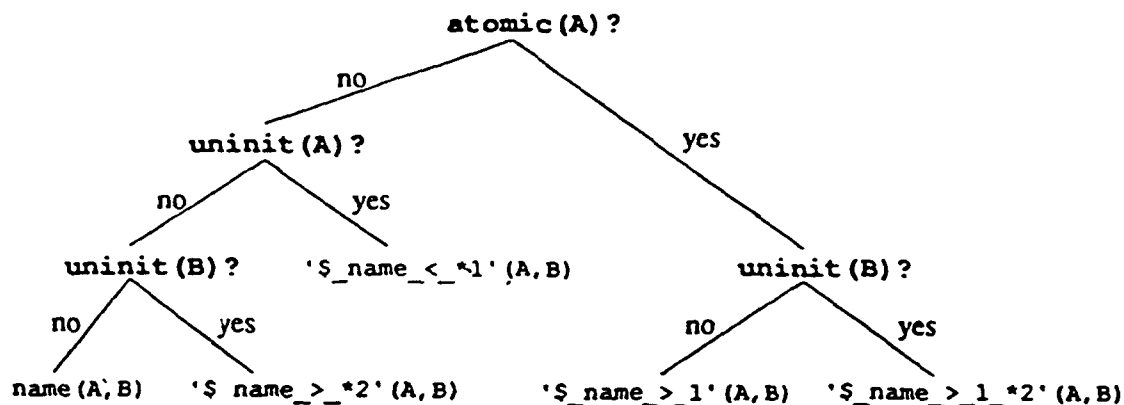 atomic(A)?
no
yes
uninit(A)?
no
yes
uninit(B)?
'$_name_<_*1'(A,B)
uninit(B)?
no
yes
no
yes
name(A,B)
'$ name_>_*2'(A,B)
'$_name_>_1'(A,B)
'$_name_>_1_*2'(A,B)